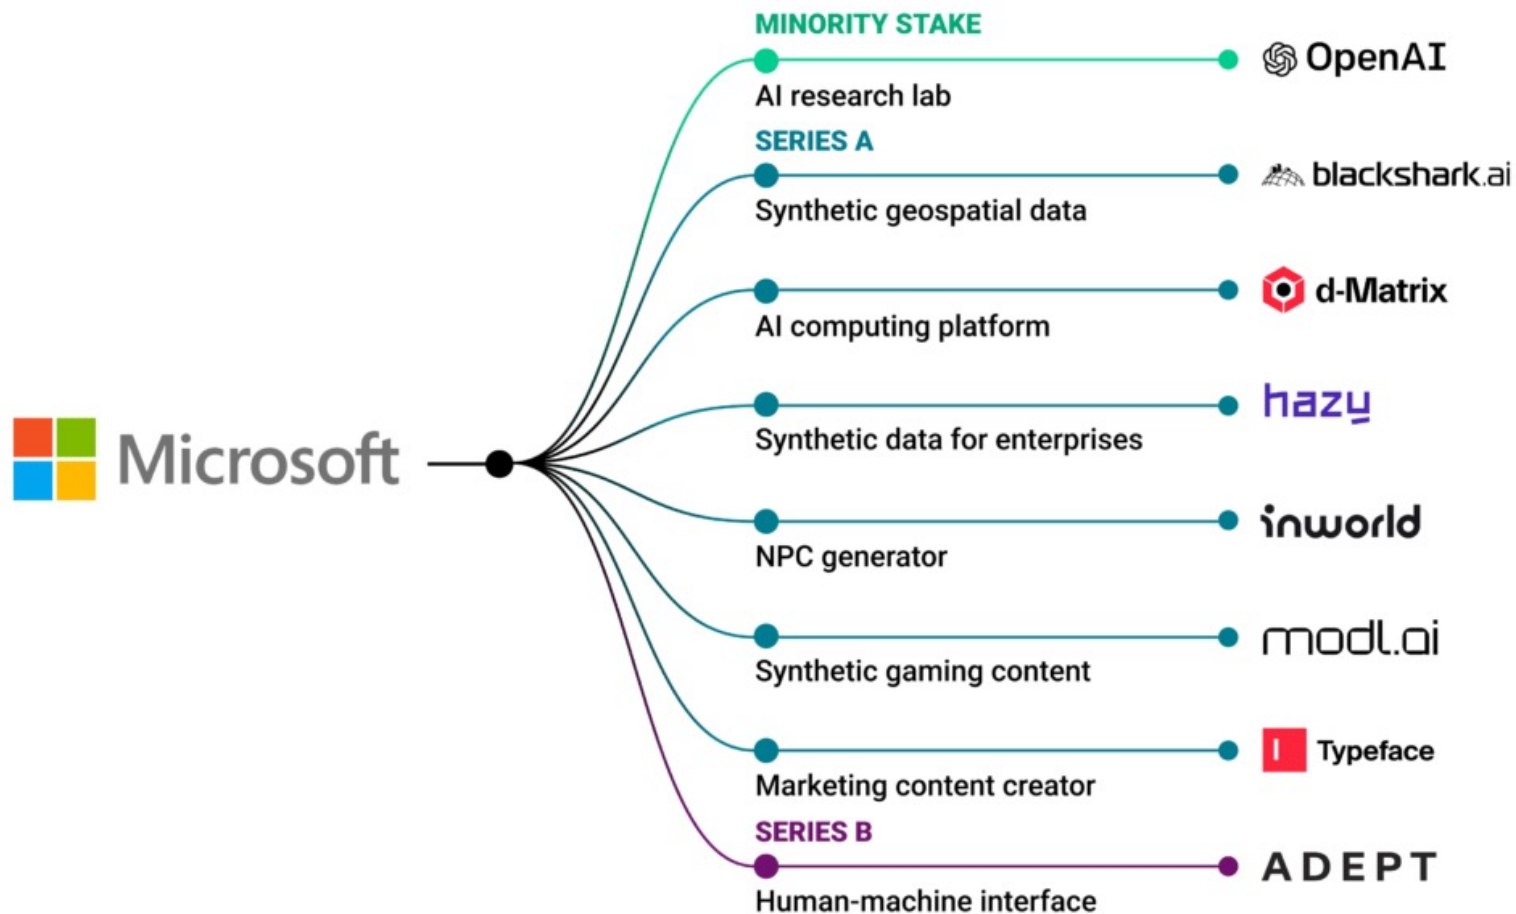 MINORITY STAKE
OpenAI
AI research lab
SERIES A
blackshark.ai
Synthetic geospatial data
d-Matrix
AI computing platform
hazy
Synthetic data for enterprises
Microsoft
inworld
NPC generator
modl.ai
Synthetic gaming content
Typeface
Marketing content creator
SERIES B
ADEPT
Human-machine interface